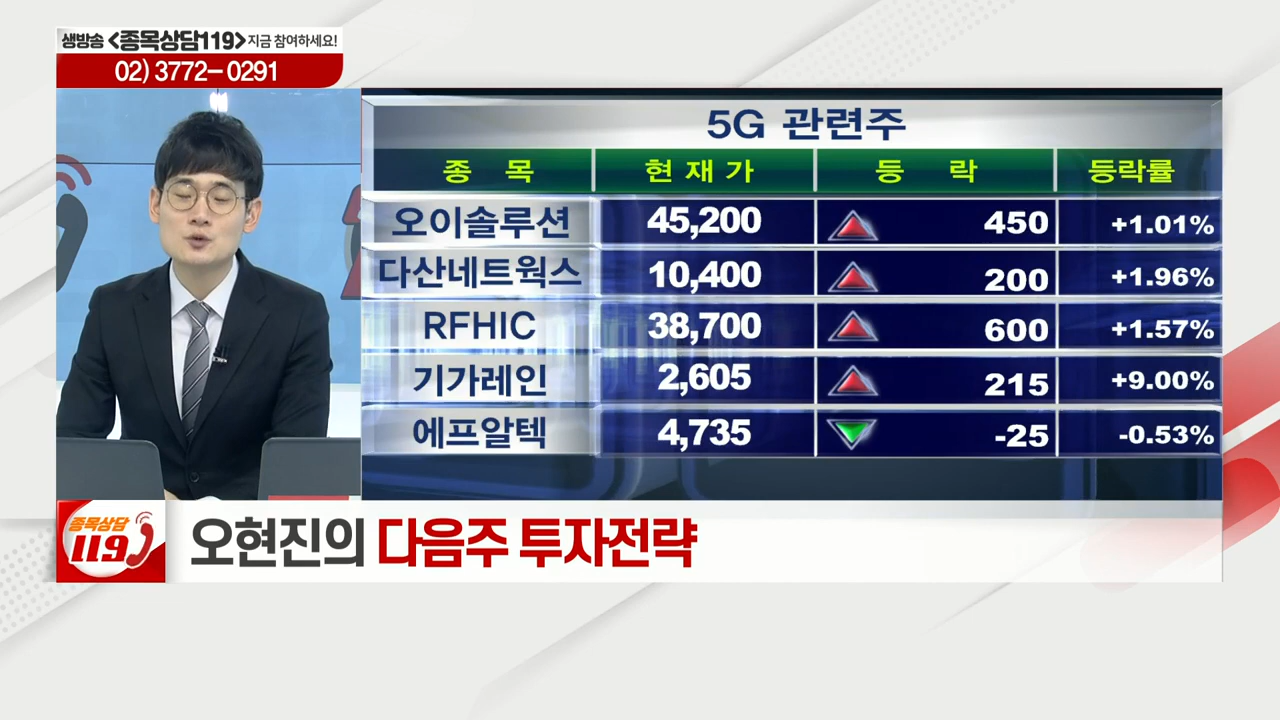 생방송 <종목상담119> 지금 참여하세요!
02) 3772-0291
5G 관련주
종 목 현재가 등 락 등락률
오이솔루션 45,200 450 +1.01%
다산네트웍스 10,400 200 +1.96%
RFHIC 38,700 600 +1.57%
기가레인 2,605 215 +9.00%
에프알텍 4,735 -25 -0.53%
종목상담
119
오현진의 다음주 투자전략